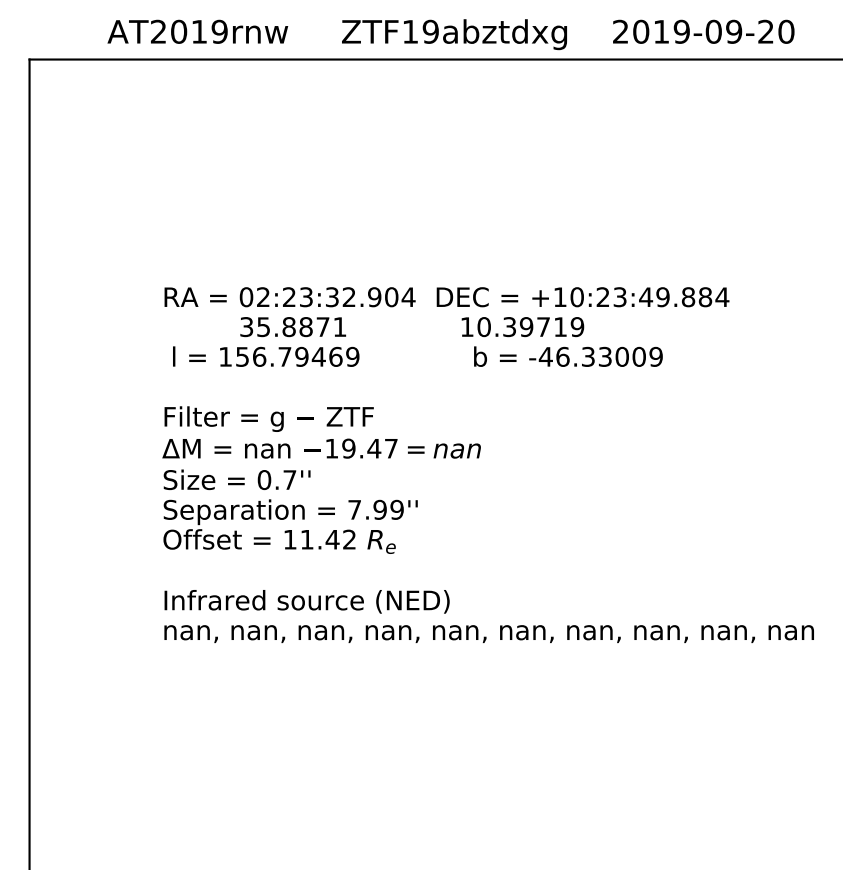 AT2019rnw ZTF19abztdxg 2019-09-20
RA = 02:23:32.904 DEC = +10:23:49.884
35.8871 10.39719
l = 156.79469 b = -46.33009
Filter = g − ZTF
ΔM = nan −19.47 = nan
Size = 0.7''
Separation = 7.99''
Offset = 11.42 Re
Infrared source (NED)
nan, nan, nan, nan, nan, nan, nan, nan, nan, nan